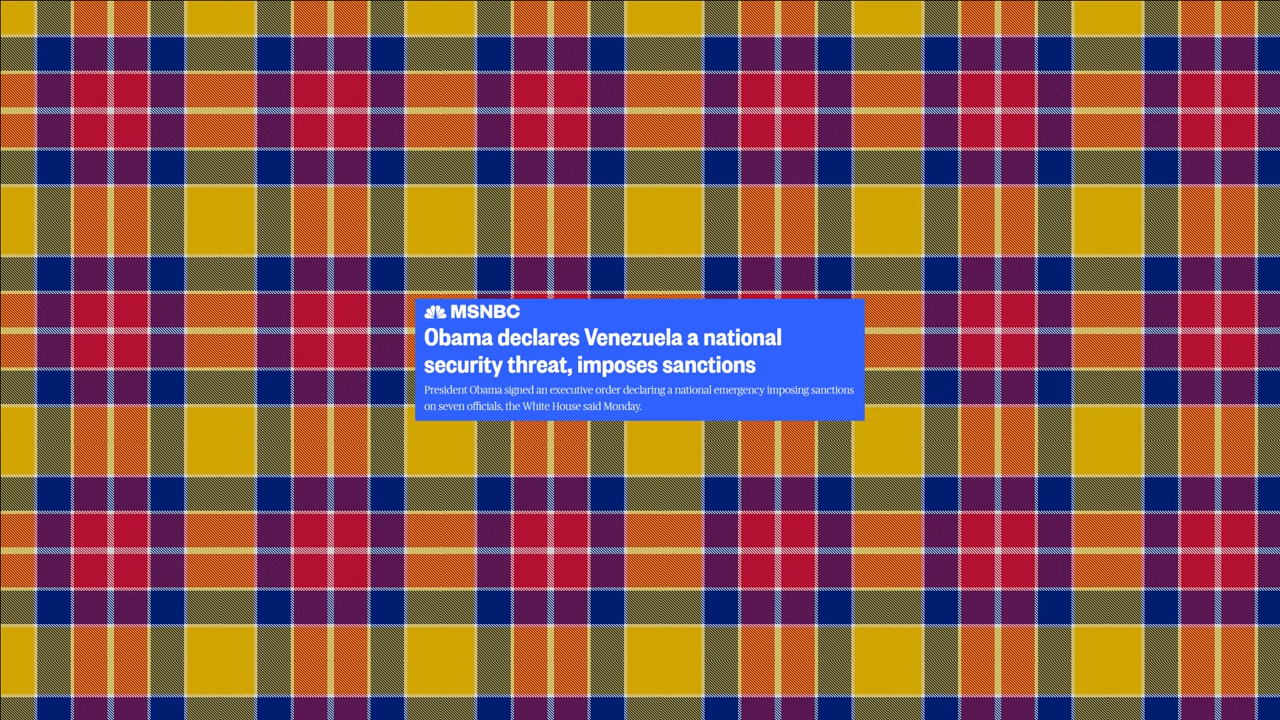 MSNBC
Obama declares Venezuela a national
security threat, imposes sanctions
President Obama signed an executive order declaring a national emergency imposing sanctions
on seven officials, the White House said Monday.